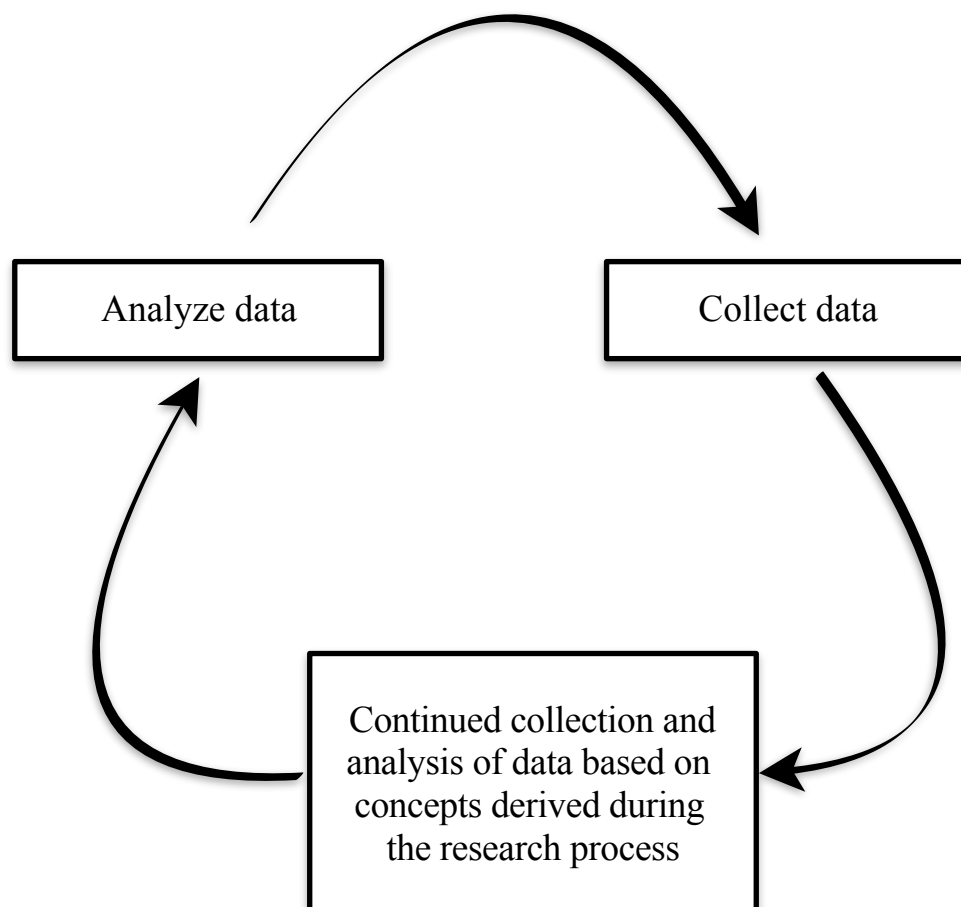 Analyze data
Collect data
Continued collection and
analysis of data based on
concepts derived during
the research process